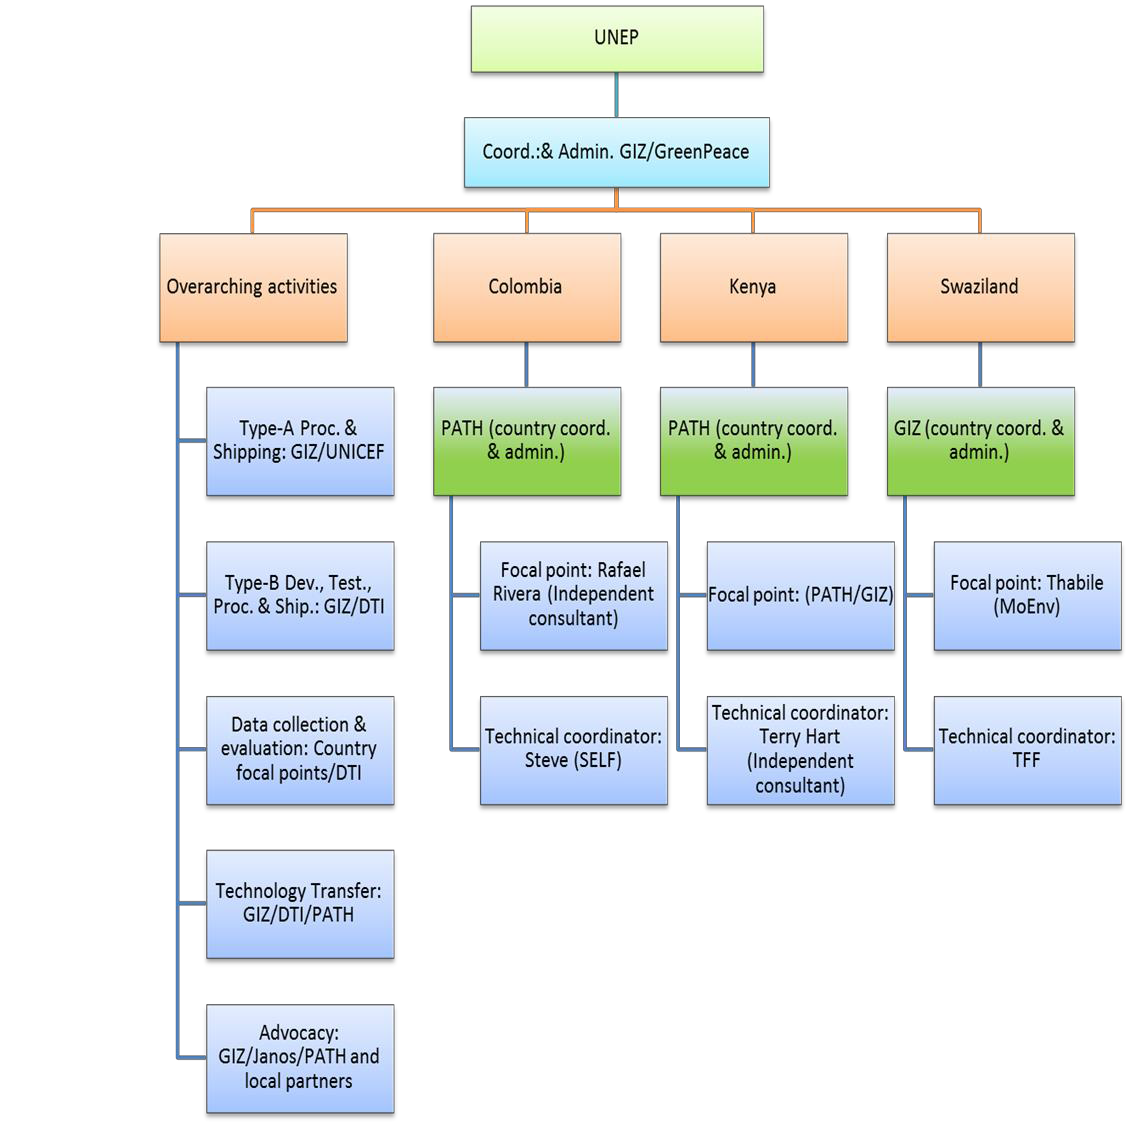 UNEP
Coord.:& Admin. GIZ/GreenPeace
Overarching activities
Colombia
Kenya
Swaziland
Type-A Proc. &
Shipping: GIZ/UNICEF
PATH (country coord.
& admin.)
PATH (country coord.
& admin.)
GIZ (country coord. &
admin.)
Type-B Dev., Test.,
Proc. & Ship.: GIZ/DTI
Focal point: Rafael
Rivera (Independent
consultant)
Focal point: (PATH/GIZ)
Focal point: Thabile
(MoEnv)
Data collection &
evaluation: Country
focal points/DTI
Technical coordinator:
Steve (SELF)
Technical coordinator:
Terry Hart
(Independent
consultant)
Technical coordinator:
TFF
Technology Transfer:
GIZ/DTI/PATH
Advocacy:
GIZ/Janos/PATH and
local partners